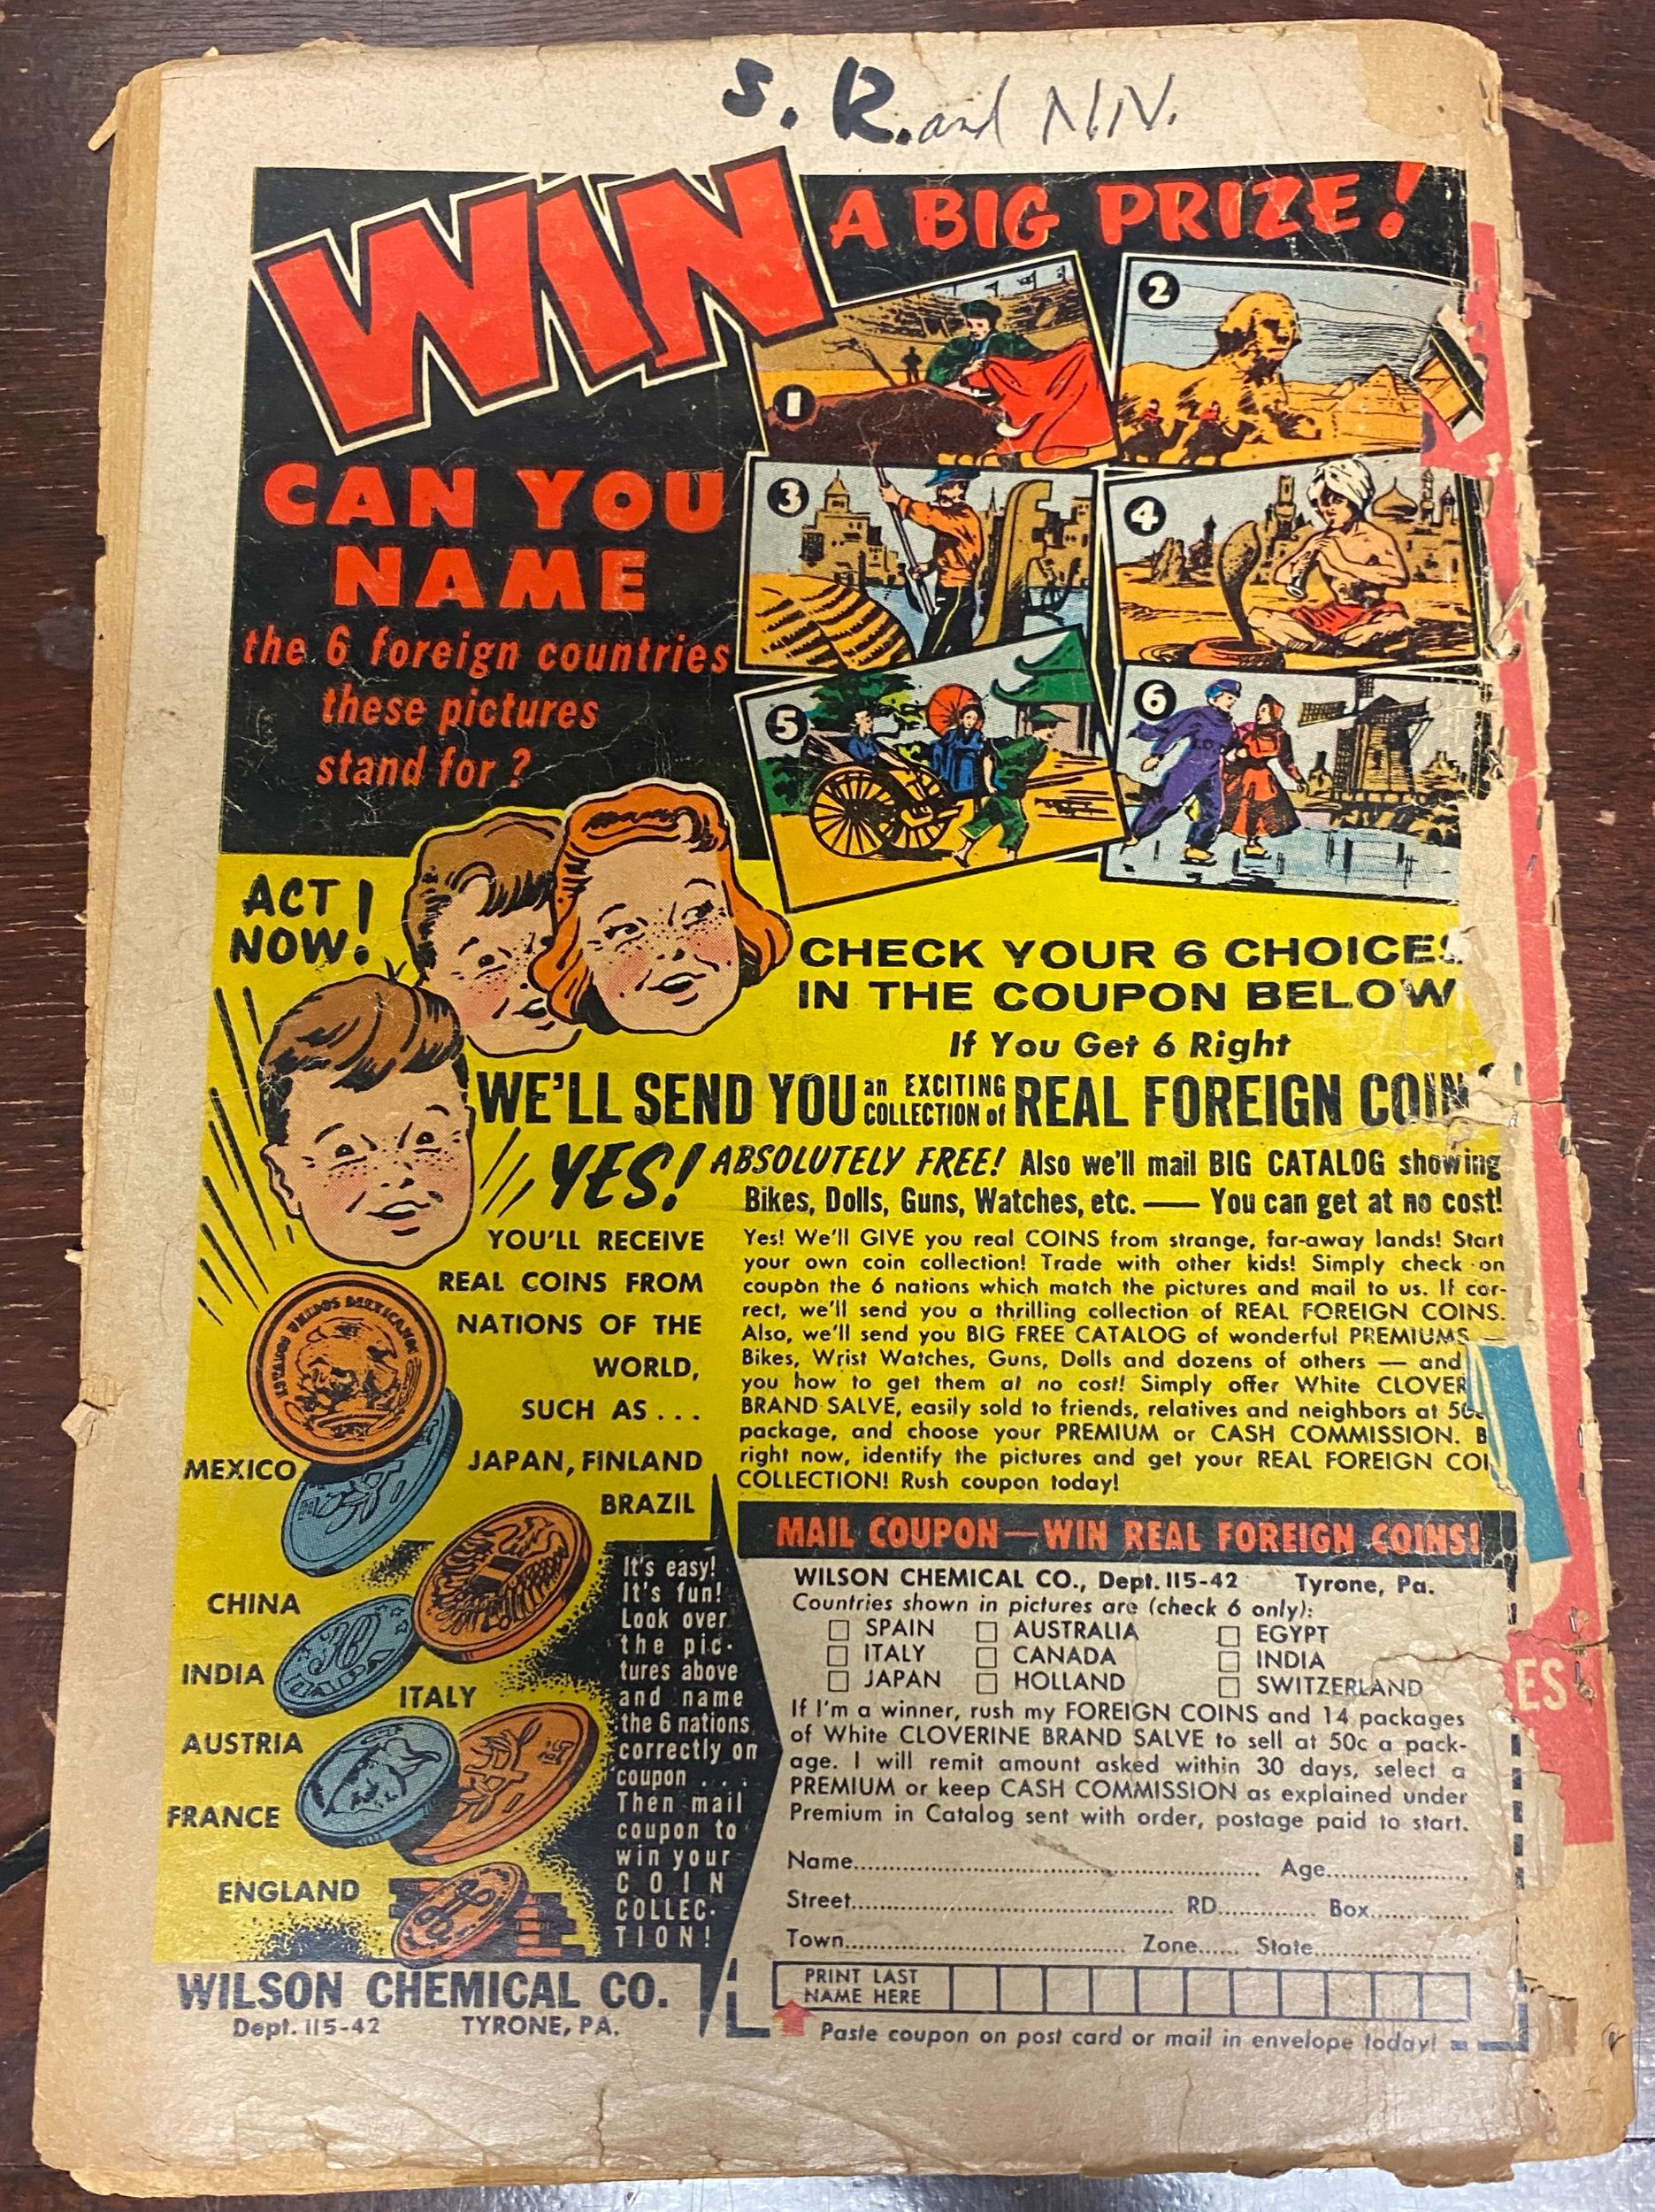 S. R. and N.N.
WIN
A BIG PRIZE!
1
2
3
4
5
6
CAN YOU
NAME
the 6 foreign countries
these pictures
stand for?
ACT
NOW!
CHECK YOUR 6 CHOICES
IN THE COUPON BELOW
If You Get 6 Right
WE'LL SEND YOU an EXCITING COLLECTION of REAL FOREIGN COIN
YES! ABSOLUTELY FREE! Also we'll mail BIG CATALOG showing
Bikes, Dolls, Guns, Watches, etc. — You can get at no cost!
YOU'LL RECEIVE
REAL COINS FROM
NATIONS OF THE
WORLD,
SUCH AS ...
JAPAN, FINLAND
BRAZIL
ESTADOS UNIDOS MEXICANOS
MEXICO
CHINA
INDIA
30
ITALY
AUSTRIA
FRANCE
ENGLAND
Yes! We'll GIVE you real COINS from strange, far-away lands! Start
your own coin collection! Trade with other kids! Simply check on
coupon the 6 nations which match the pictures and mail to us. If cor-
rect, we'll send you a thrilling collection of REAL FOREIGN COINS.
Also, we'll send you BIG FREE CATALOG of wonderful PREMIUMS —
Bikes, Wrist Watches, Guns, Dolls and dozens of others — and
you how to get them at no cost! Simply offer White CLOVER
BRAND SALVE, easily sold to friends, relatives and neighbors at 50c
package, and choose your PREMIUM or CASH COMMISSION. B
right now, identify the pictures and get your REAL FOREIGN COI
COLLECTION! Rush coupon today!
It's easy!
It's fun!
Look over
the pic-
tures above
and name
the 6 nations
correctly on
coupon ...
Then mail
coupon to
win your
COIN
COLLEC-
TION!
WILSON CHEMICAL CO.
Dept. 115-42 TYRONE, PA.
MAIL COUPON—WIN REAL FOREIGN COINS!
WILSON CHEMICAL CO., Dept. 115-42 Tyrone, Pa.
Countries shown in pictures are (check 6 only):
☐ SPAIN ☐ AUSTRALIA ☐ EGYPT
☐ ITALY ☐ CANADA ☐ INDIA
☐ JAPAN ☐ HOLLAND ☐ SWITZERLAND
If I'm a winner, rush my FOREIGN COINS and 14 packages
of White CLOVERINE BRAND SALVE to sell at 50c a pack-
age. I will remit amount asked within 30 days, select a
PREMIUM or keep CASH COMMISSION as explained under
Premium in Catalog sent with order, postage paid to start.
Name.................... Age..........
Street.................... RD.......... Box..........
Town.................... Zone...... State..........
PRINT LAST
NAME HERE
Paste coupon on post card or mail in envelope today!
ES